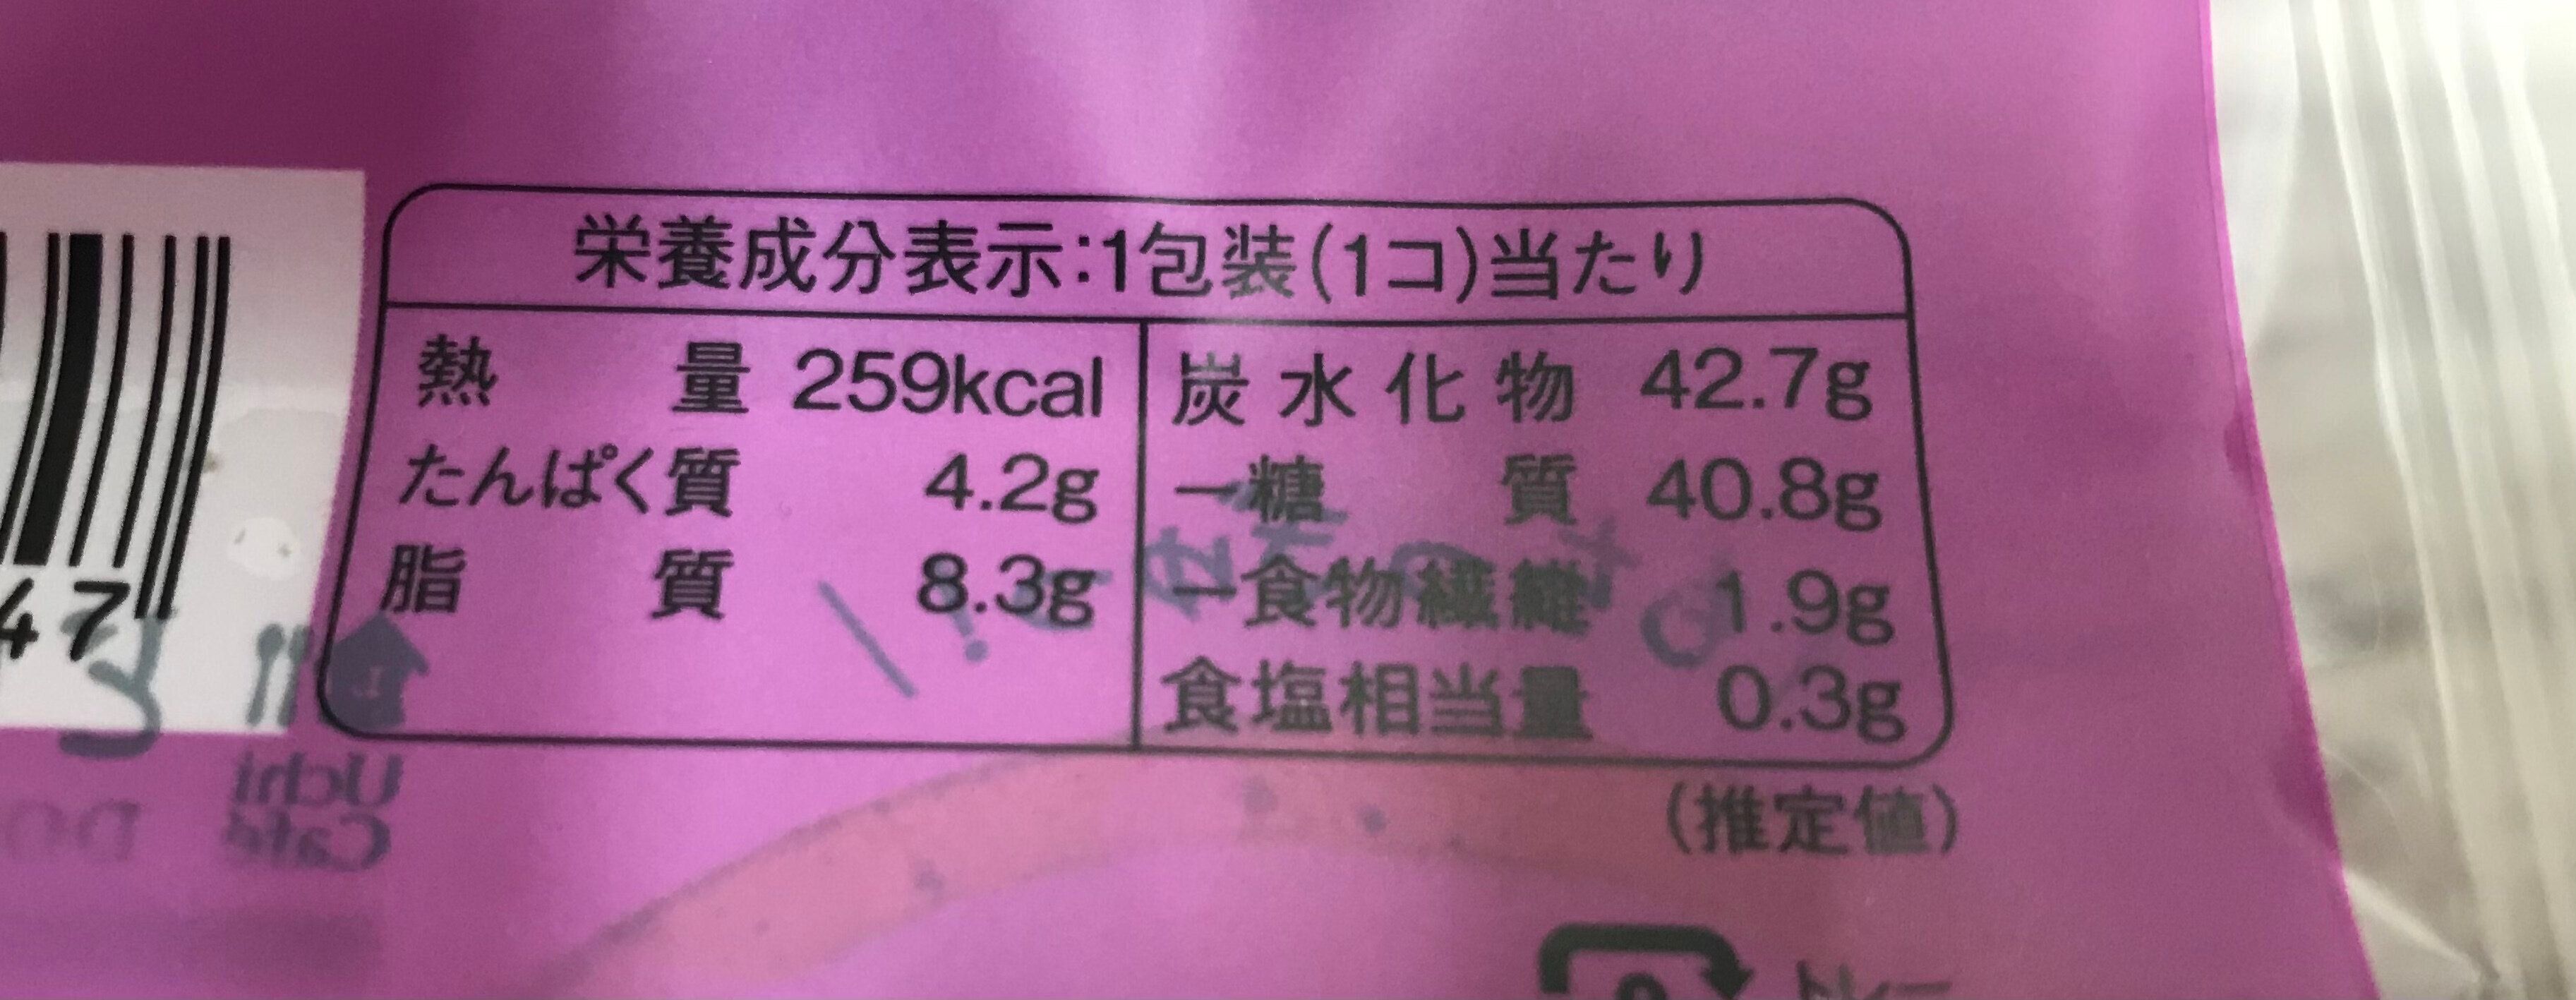 栄養成分表示:1包装(1コ)当たり
熱量 259kcal
たんぱく質 4.2g
脂質 8.3g
炭水化物 42.7g
-糖質 40.8g
-食物繊維 1.9g
食塩相当量 0.3g
(推定値)
47
Uchi
Café
トレー